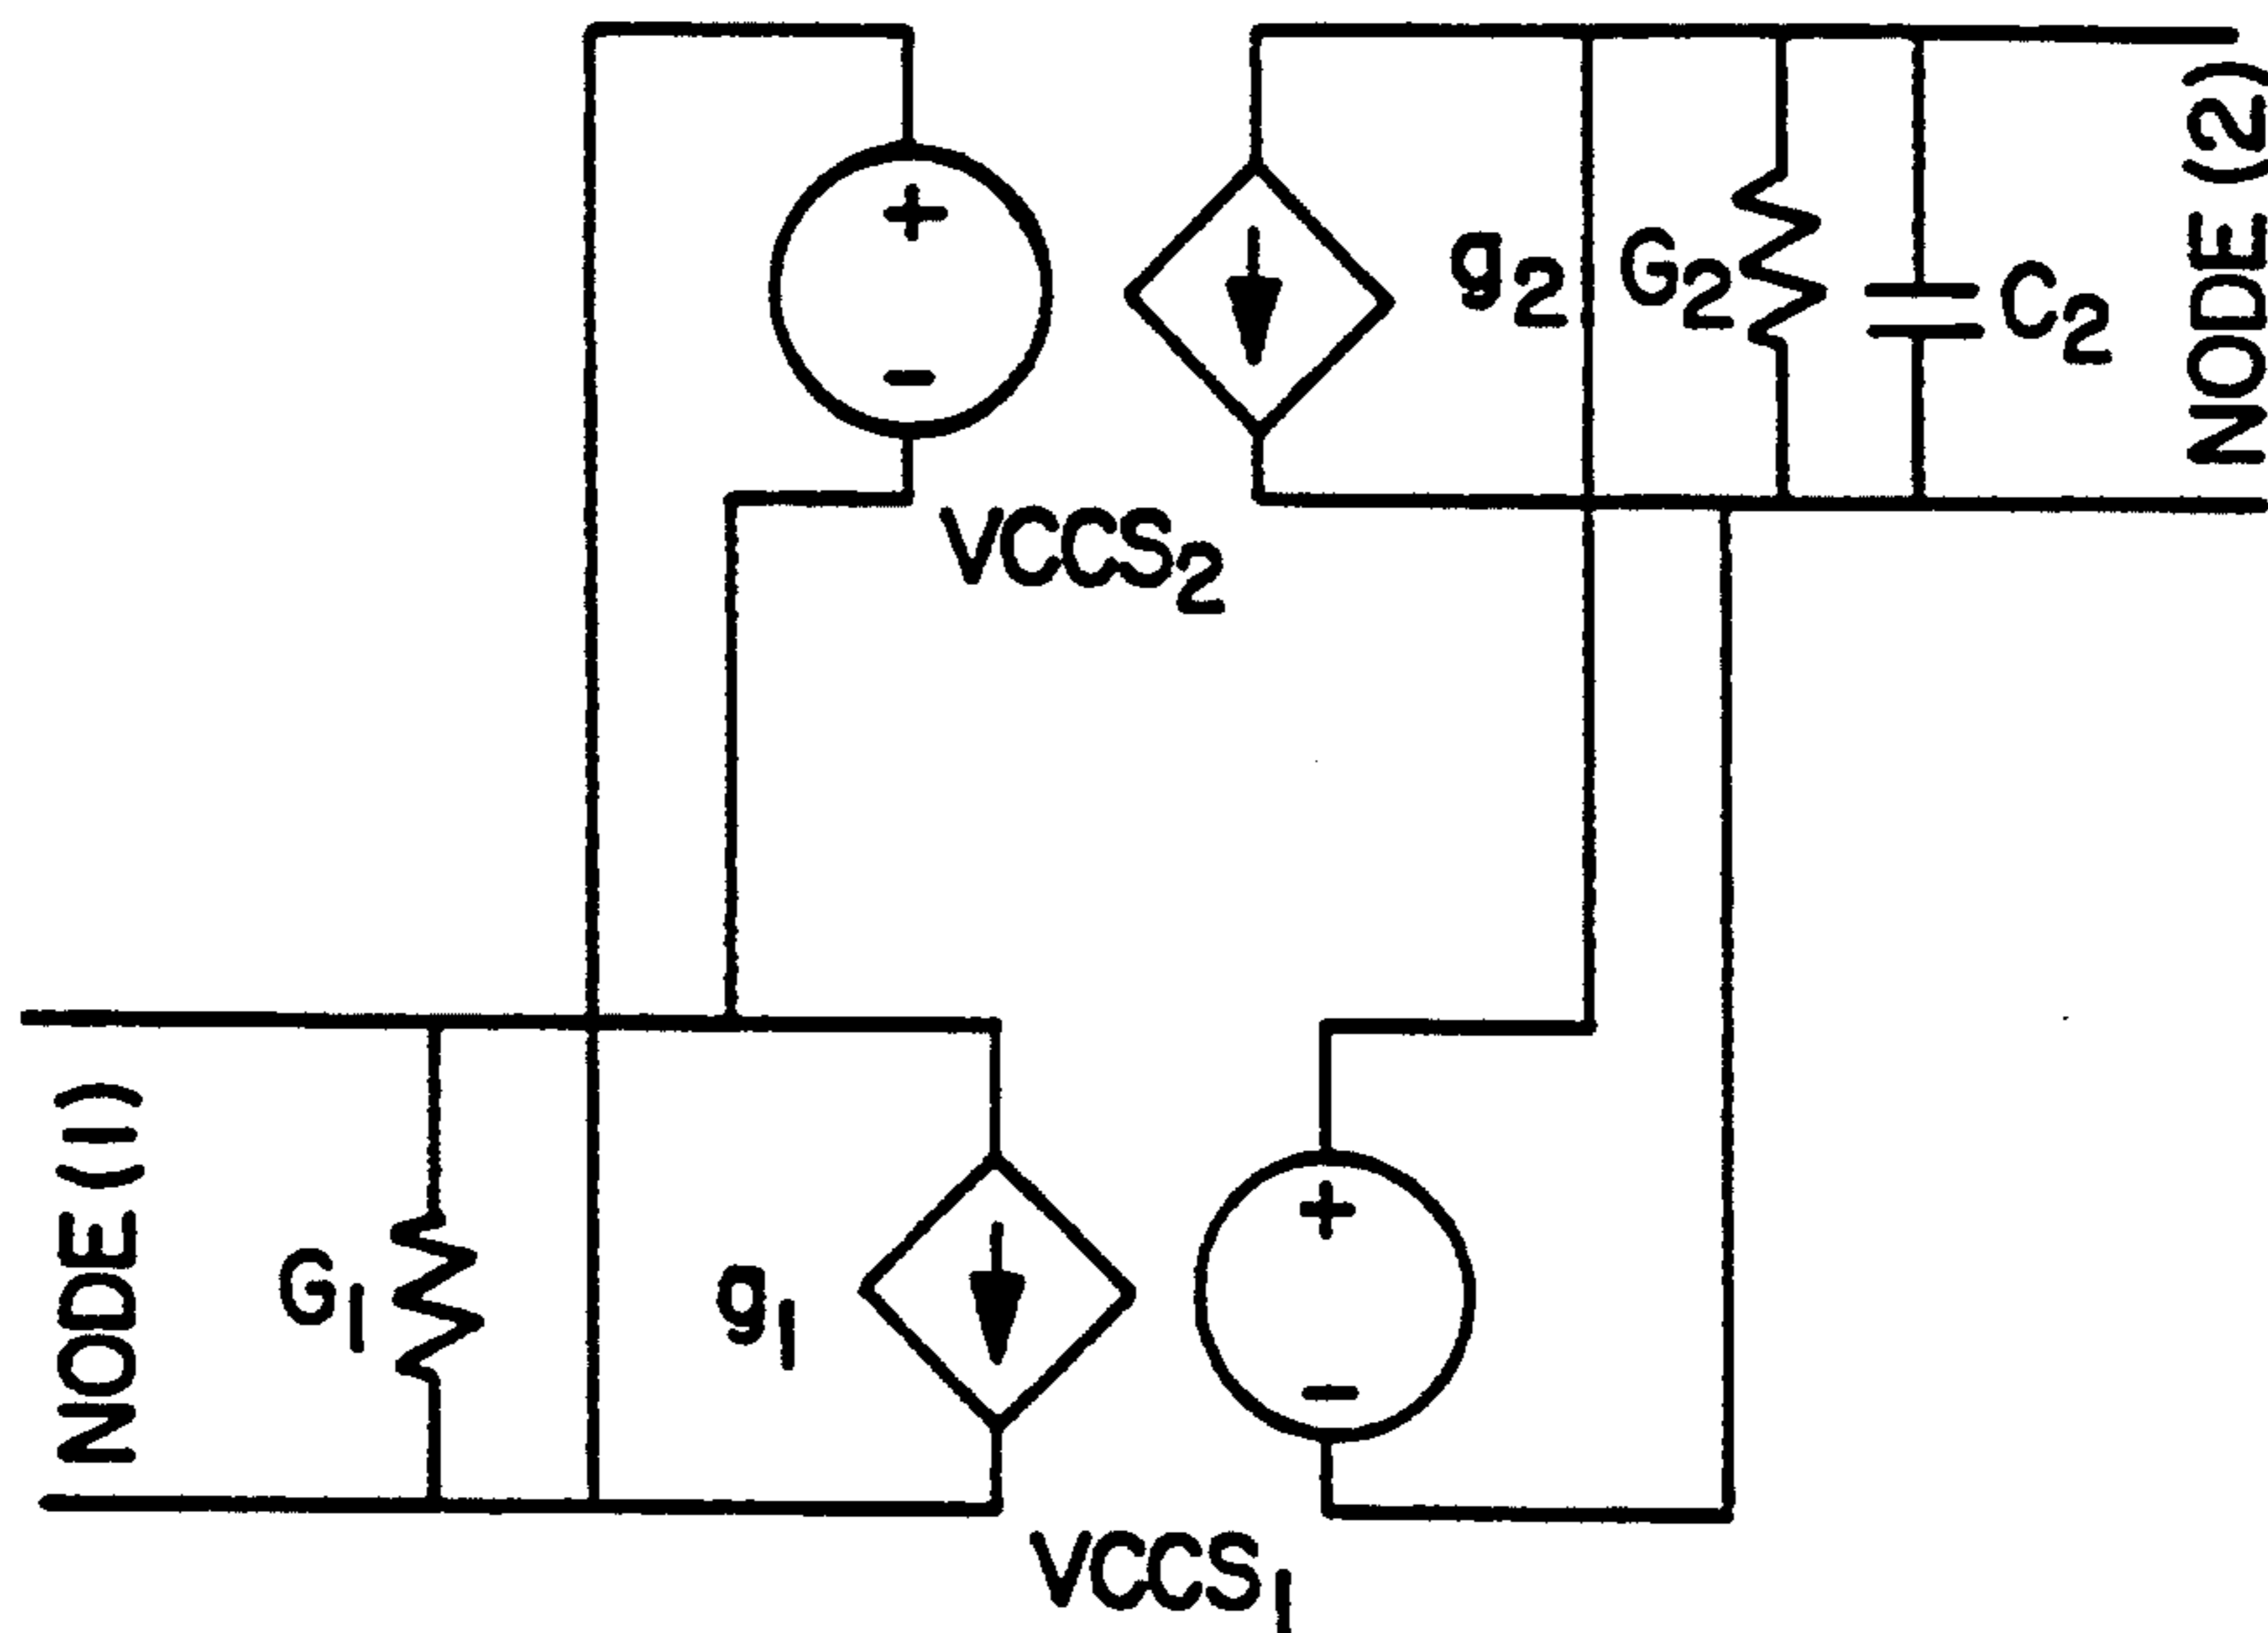 g2
G2
C2
NODE (2)
VCCS2
NODE (1)
G1
g1
VCCS1